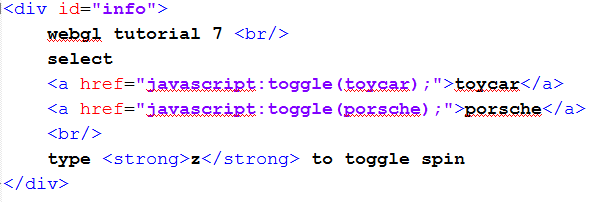 <div id="info">
webgl tutorial 7 <br/>
select
<a href="javascript:toggle(toycar);">toycar</a>
<a href="javascript:toggle(porsche);">porsche</a>
<br/>
type <strong>z</strong> to toggle spin
</div>